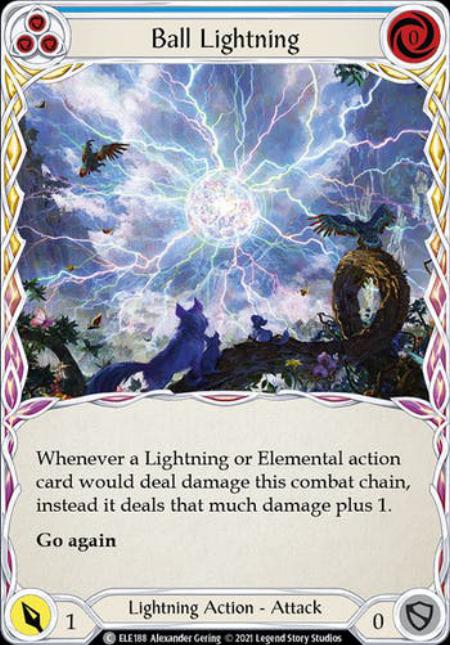 Ball Lightning
0
Whenever a Lightning or Elemental action
card would deal damage this combat chain,
instead it deals that much damage plus 1.
Go again
1
Lightning Action - Attack
0
C ELE188 Alexander Gering © 2021 Legend Story Studios